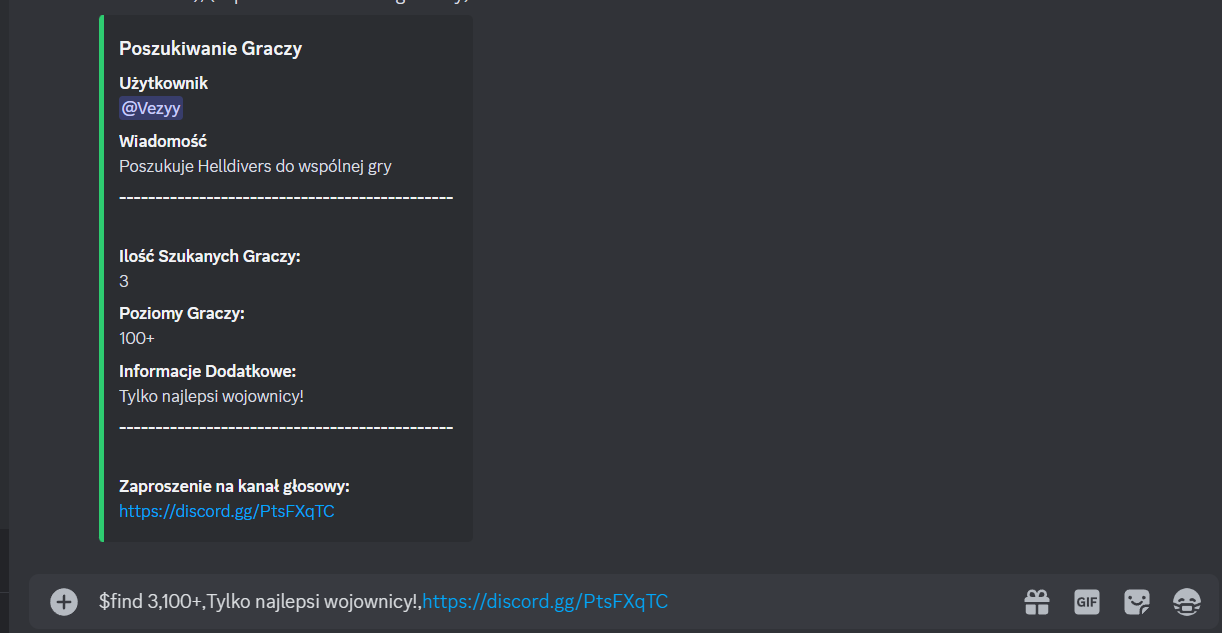 Poszukiwanie Graczy
Użytkownik
@Vezyy
Wiadomość
Poszukuje Helldivers do wspólnej gry
----------------------------------------------
Ilość Szukanych Graczy:
3
Poziomy Graczy:
100+
Informacje Dodatkowe:
Tylko najlepsi wojownicy!
----------------------------------------------
Zaproszenie na kanał głosowy:
https://discord.gg/PtsFXqTC
$find 3,100+,Tylko najlepsi wojownicy!,https://discord.gg/PtsFXqTC
GIF